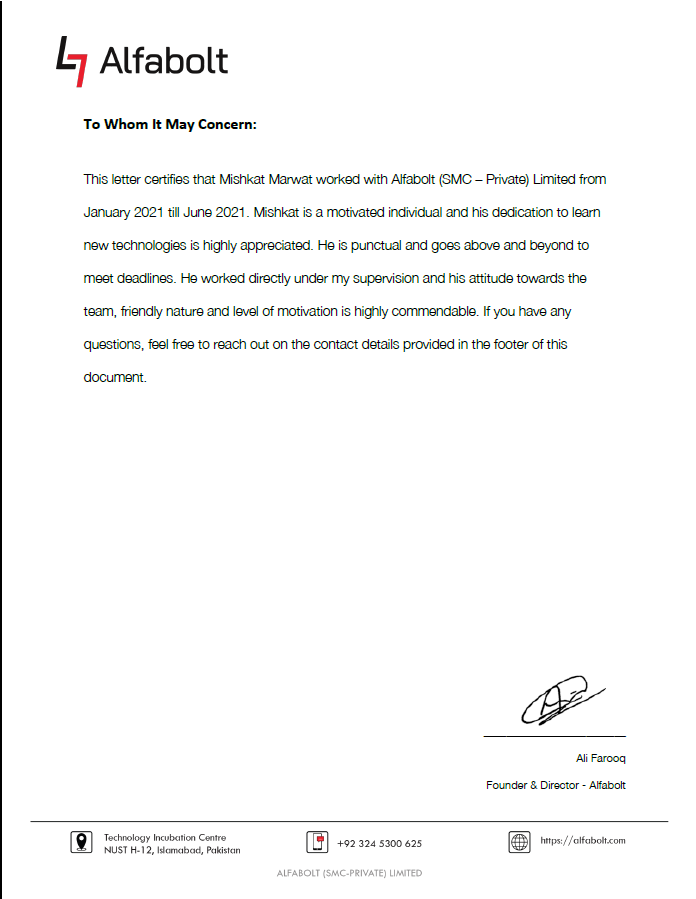 Alfabolt
To Whom It May Concern:
This letter certifies that Mishkat Marwat worked with Alfabolt (SMC – Private) Limited from
January 2021 till June 2021. Mishkat is a motivated individual and his dedication to learn
new technologies is highly appreciated. He is punctual and goes above and beyond to
meet deadlines. He worked directly under my supervision and his attitude towards the
team, friendly nature and level of motivation is highly commendable. If you have any
questions, feel free to reach out on the contact details provided in the footer of this
document.
Ali Farooq
Founder & Director - Alfabolt
Technology Incubation Centre
NUST H-12, Islamabad, Pakistan
+92 324 5300 625
https://alfabolt.com
ALFABOLT (SMC-PRIVATE) LIMITED